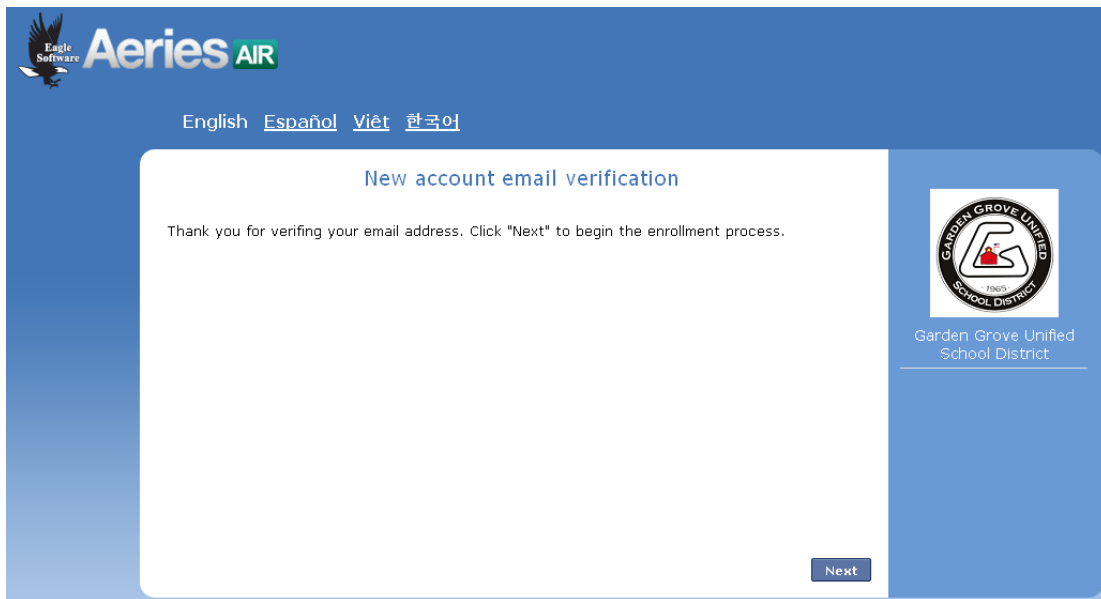 Eagle
Software
Aeries AIR
English Español Viêt 한국어
New account email verification
Thank you for verifing your email address. Click "Next" to begin the enrollment process.
GARDEN GROVE UNIFIED
SCHOOL DISTRICT
- 1965 -
Garden Grove Unified
School District
Next